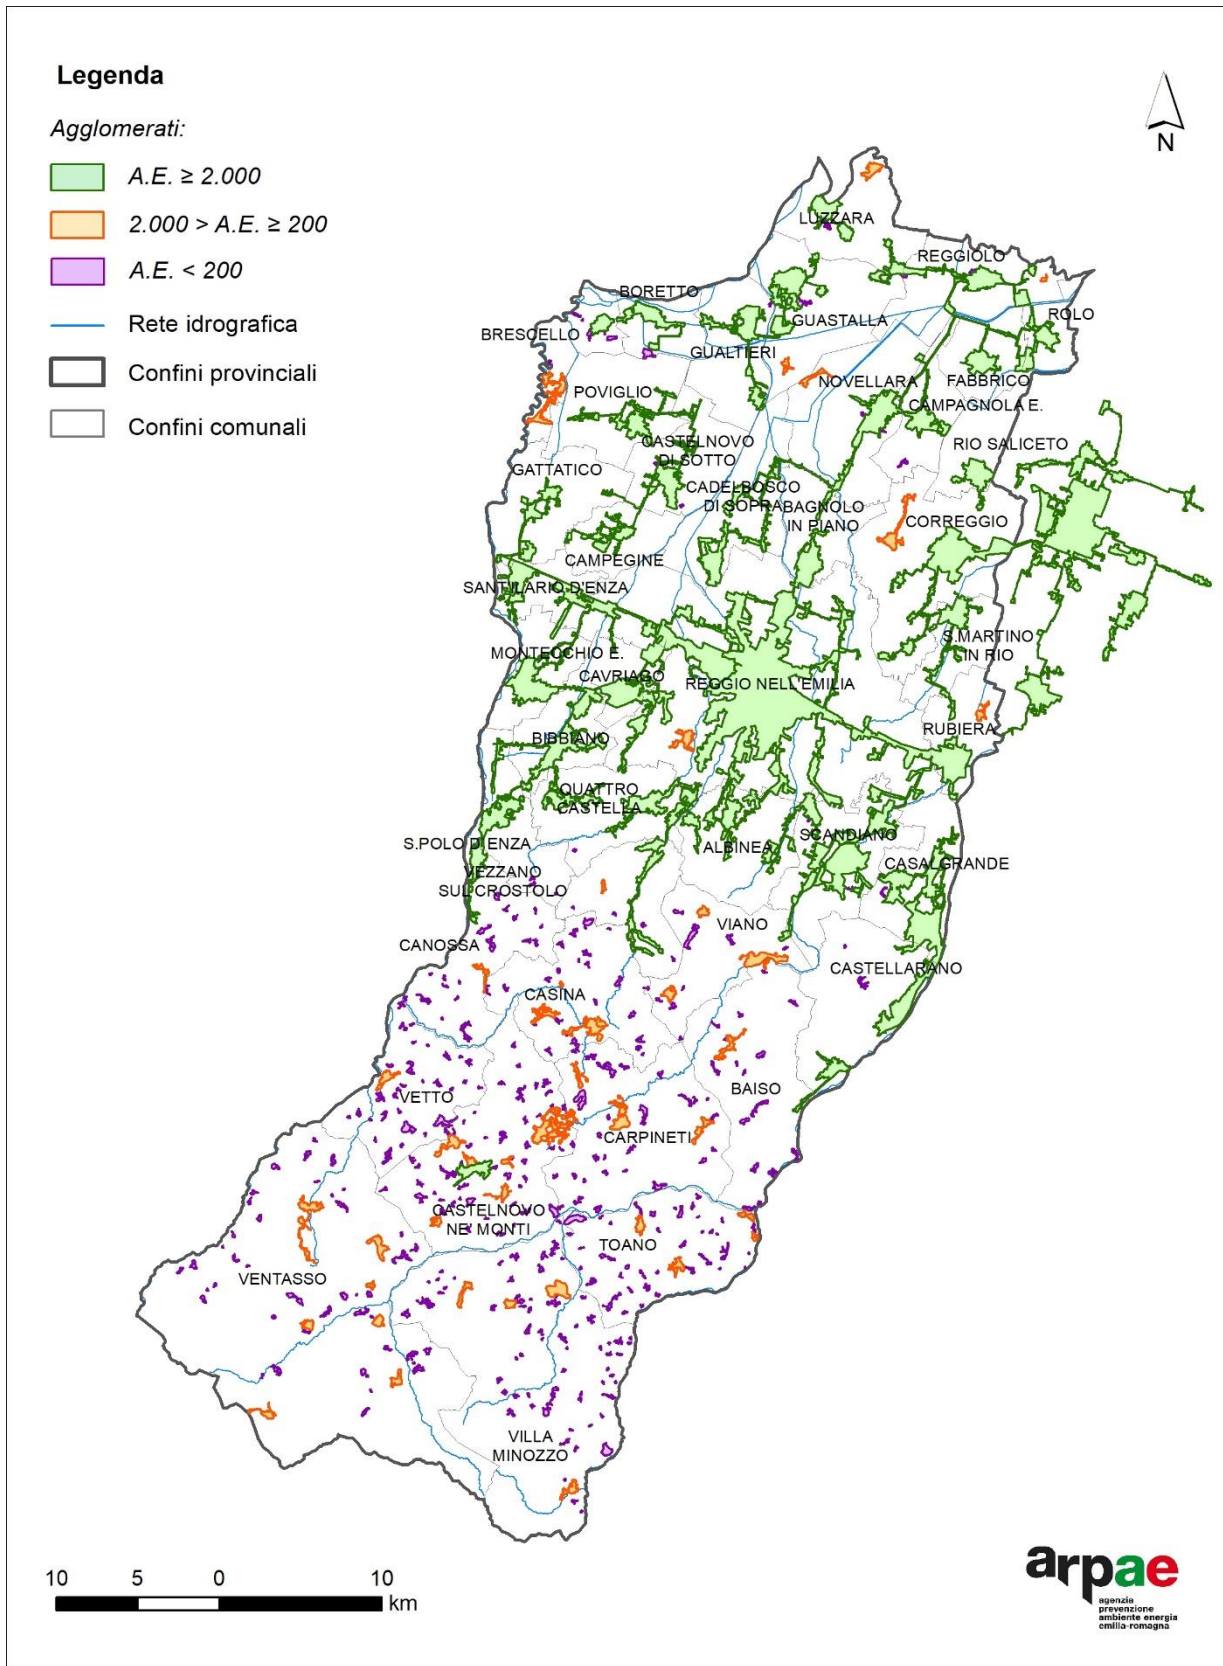 Legenda
Agglomerati:
A.E. ≥ 2.000
2.000 > A.E. ≥ 200
A.E. < 200
Rete idrografica
Confini provinciali
Confini comunali
N
LUZZARA
REGGIOLO
BORETTO
ROLO
GUASTALLA
BRESCELLO
GUALTIERI
NOVELLARA
FABBRICO
POVIGLIO
CAMPAGNOLA E.
CASTELNOVO
DI SOTTO
RIO SALICETO
GATTATICO
CADELBOSCO
DI SOPRA
BAGNOLO
IN PIANO
CORREGGIO
CAMPEGINE
SANT'ILARIO D'ENZA
S.MARTINO
IN RIO
MONTECCHIO E.
CAVRIAGO
REGGIO NELL'EMILIA
RUBIERA
BIBBIANO
QUATTRO
CASTELLA
SCANDIANO
S.POLO D'ENZA
ALBINEA
CASALGRANDE
VEZZANO
SUL CROSTOLO
VIANO
CANOSSA
CASTELLARANO
CASINA
BAISO
VETTO
CARPINETI
CASTELNOVO
NE' MONTI
TOANO
VENTASSO
VILLA
MINOZZO
10 5 0 10
km
arpae
agenzia
prevenzione
ambiente energia
emilia-romagna